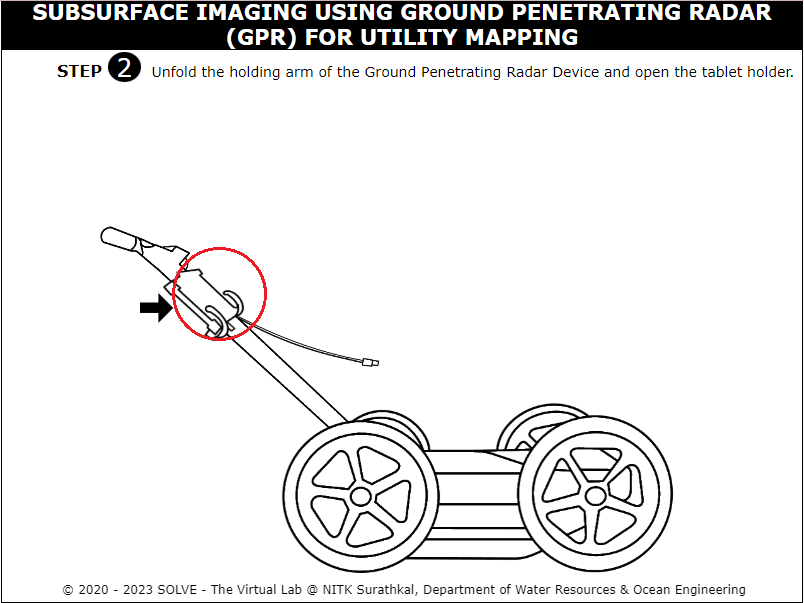 SUBSURFACE IMAGING USING GROUND PENETRATING RADAR
(GPR) FOR UTILITY MAPPING
STEP 2 Unfold the holding arm of the Ground Penetrating Radar Device and open the tablet holder.
© 2020 - 2023 SOLVE - The Virtual Lab @ NITK Surathkal, Department of Water Resources & Ocean Engineering